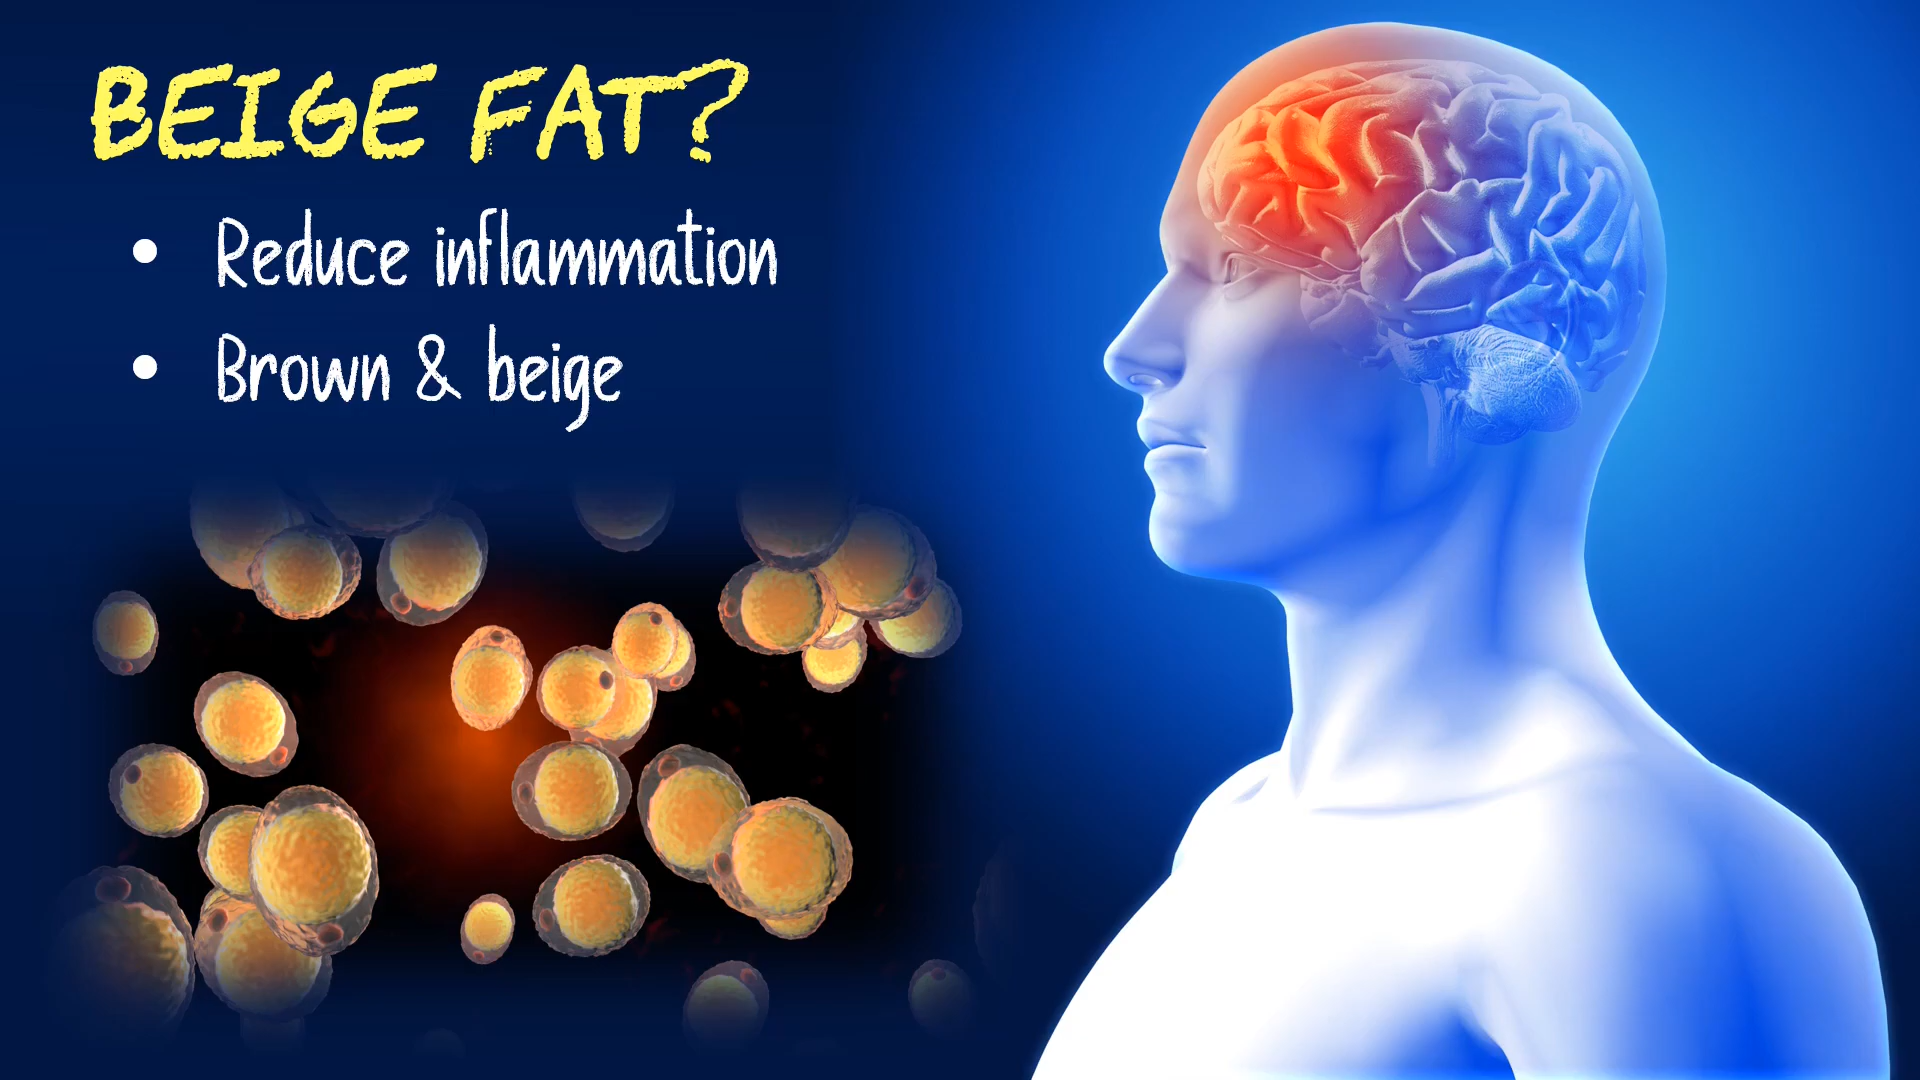 BEIGE FAT?
• Reduce inflammation
• Brown & beige